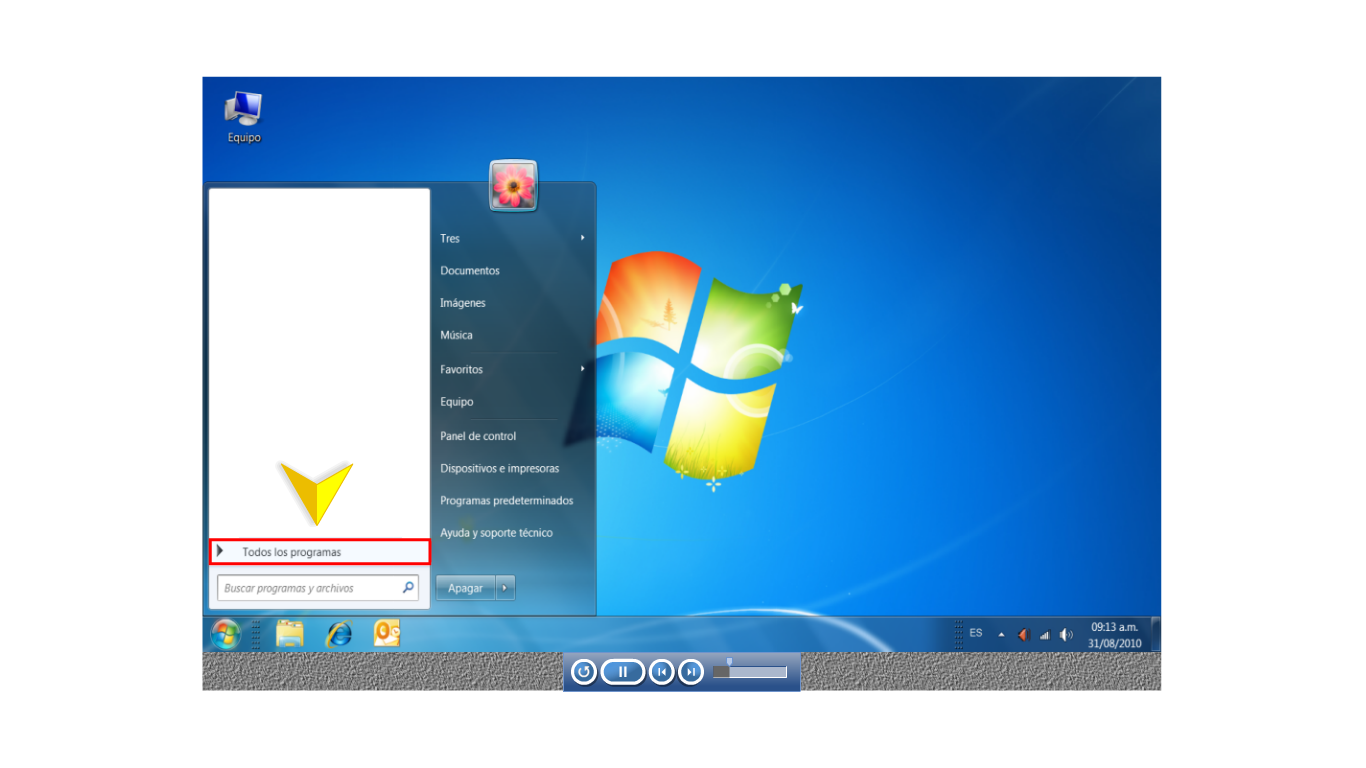 Equipo
Tres
Documentos
Imágenes
Música
Favoritos
Equipo
Panel de control
Dispositivos e impresoras
Programas predeterminados
Ayuda y soporte técnico
Todos los programas
Buscar programas y archivos
Apagar
ES
09:13 a.m.
31/08/2010